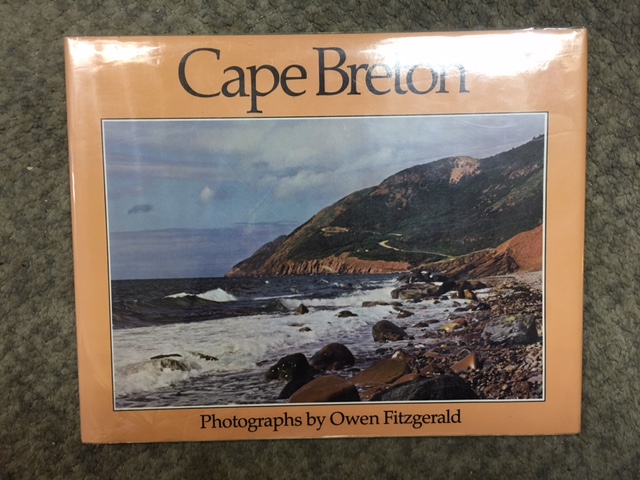 Cape Breton
Photographs by Owen Fitzgerald